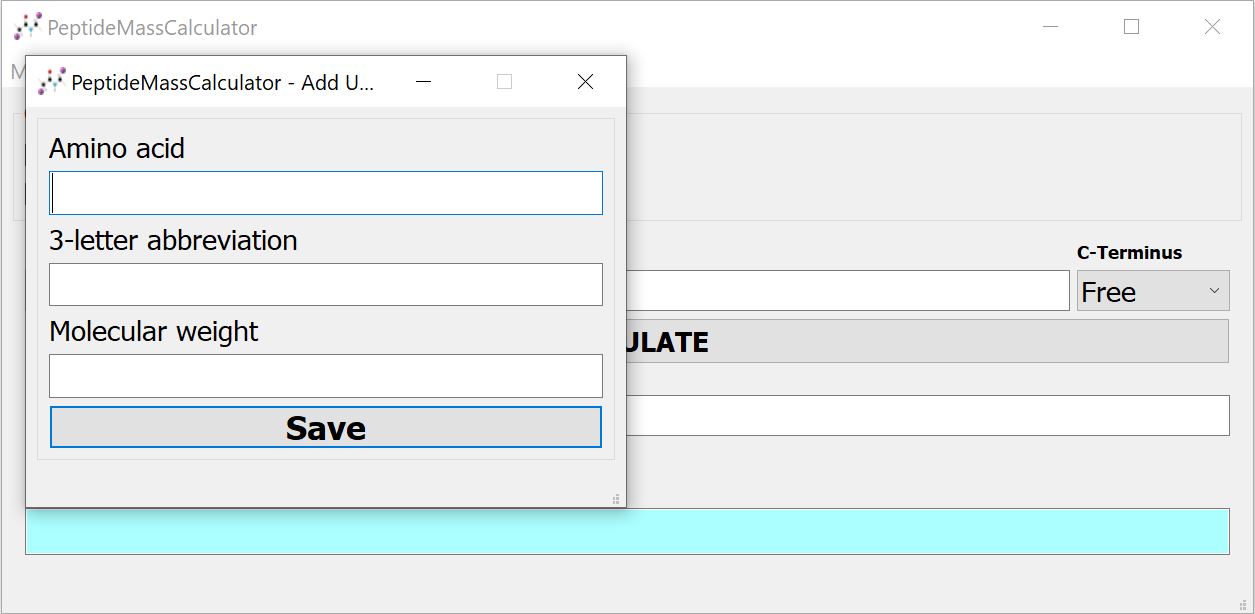 PeptideMassCalculator
M
PeptideMassCalculator - Add U...
Amino acid
3-letter abbreviation
Molecular weight
Save
C-Terminus
Free
ULATE